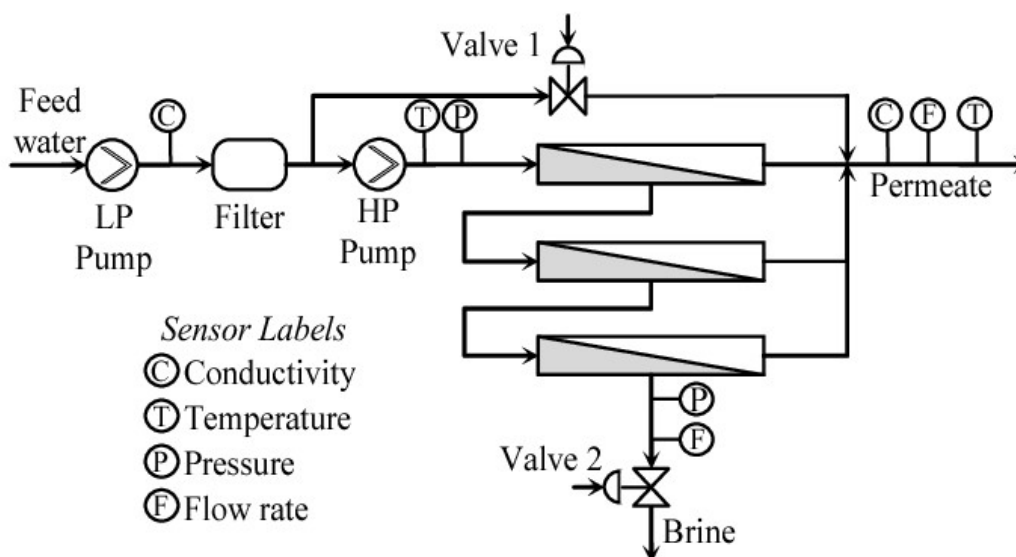 Valve 1
Feed
water
C
T
P
C
F
T
LP
Pump
Filter
HP
Pump
Permeate
Sensor Labels
C Conductivity
T Temperature
P Pressure
F Flow rate
P
F
Valve 2
Brine